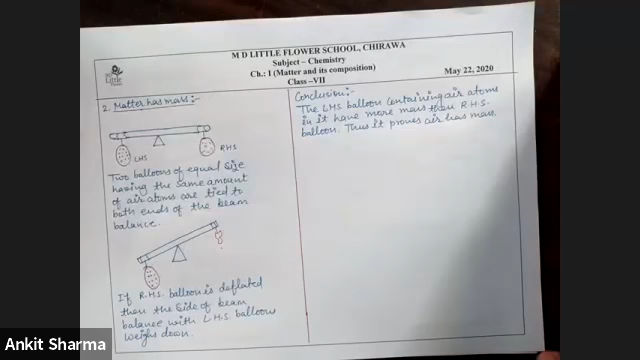 M D LITTLE FLOWER SCHOOL, CHIRAWA
Subject – Chemistry
Ch.: I (Matter and its composition)
Class –VII
May 22, 2020
2. Matter has mass:-
LHS
R.H.S
Two balloons of equal size
having the same amount
of air atoms are tied to
both ends of the beam
balance.
If R.H.S. balloon is deflated
then the side of beam
balance with L.H.S balloon
weighs down.
Conclusion:-
The LHS balloon containing air atoms
in it have more mass than R.H.S.
balloon. Thus it proves air has mass.
Ankit Sharma